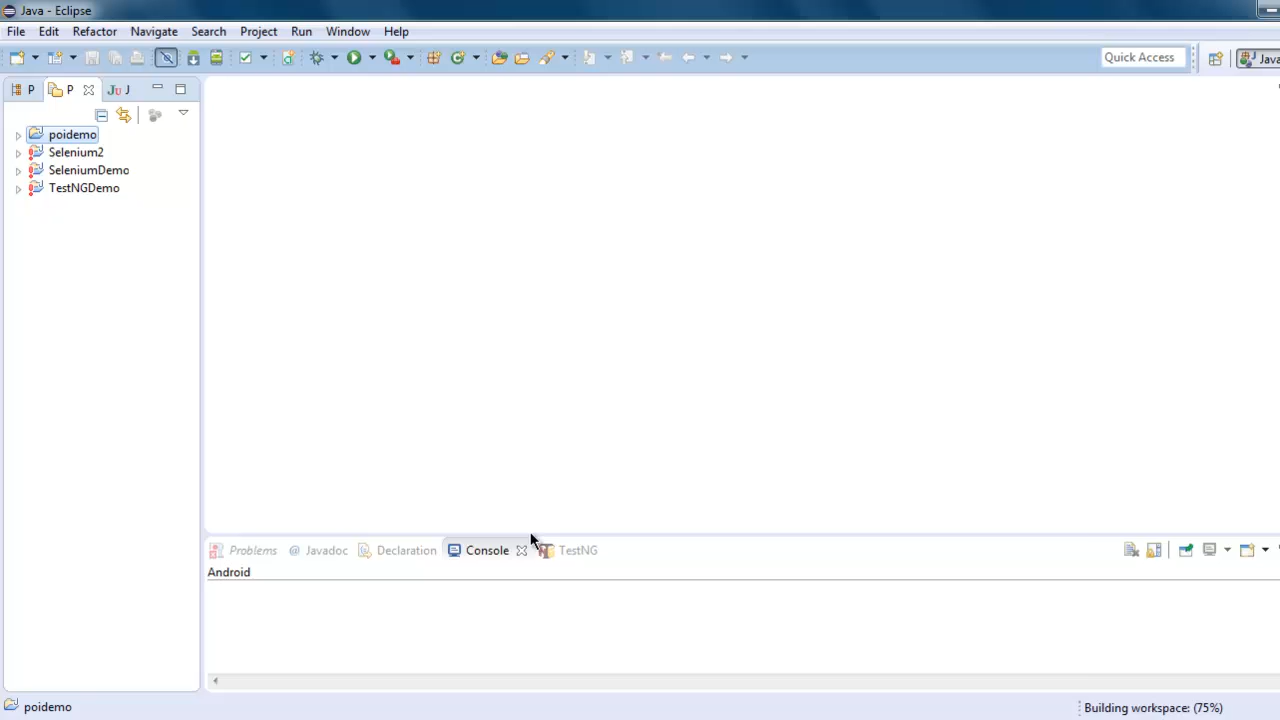 Java - Eclipse
File Edit Refactor Navigate Search Project Run Window Help
Quick Access
Java
P P J
poidemo
Selenium2
SeleniumDemo
TestNGDemo
Problems @ Javadoc Declaration Console TestNG
Android
poidemo
Building workspace: (75%)